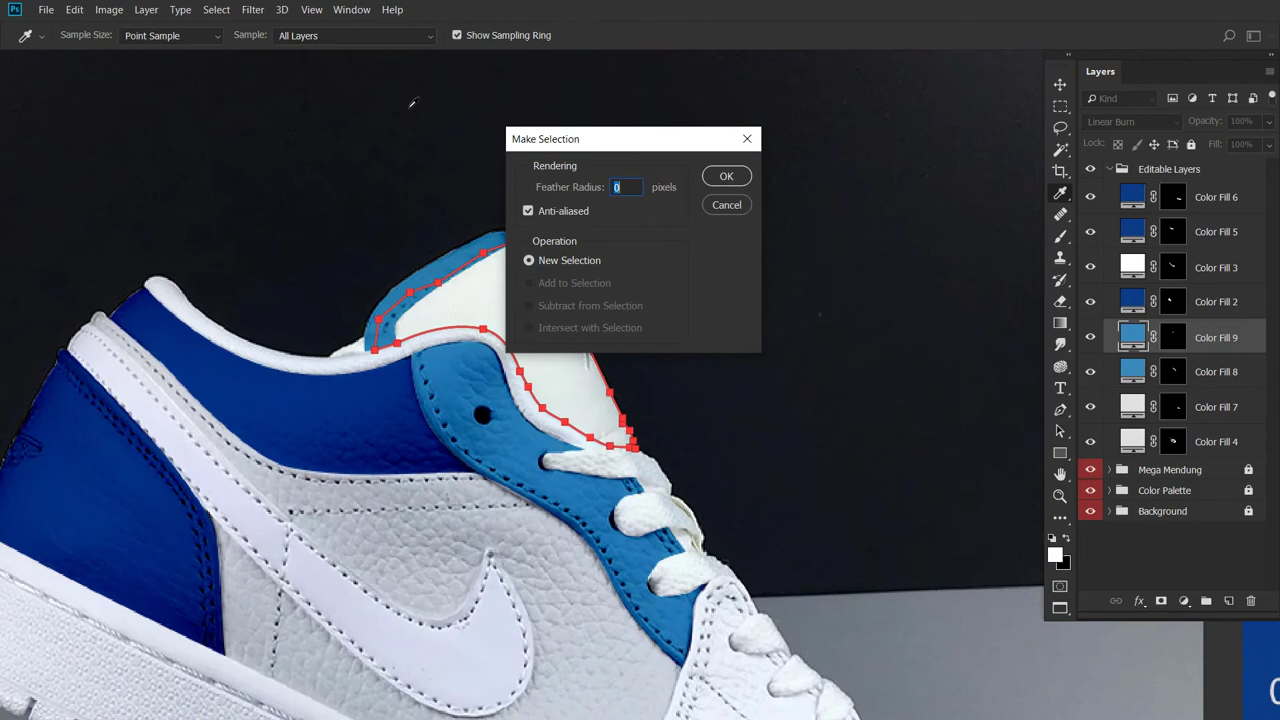 Ps File Edit Image Layer Type Select Filter 3D View Window Help
Sample Size: Point Sample Sample: All Layers Show Sampling Ring
Make Selection
Rendering
Feather Radius: 0 pixels
Anti-aliased
OK
Cancel
Operation
New Selection
Add to Selection
Subtract from Selection
Intersect with Selection
Layers
Kind
Linear Burn Opacity: 100%
Lock: Fill: 100%
Editable Layers
Color Fill 6
Color Fill 5
Color Fill 3
Color Fill 2
Color Fill 9
Color Fill 8
Color Fill 7
Color Fill 4
Mega Mendung
Color Palette
Background
fx